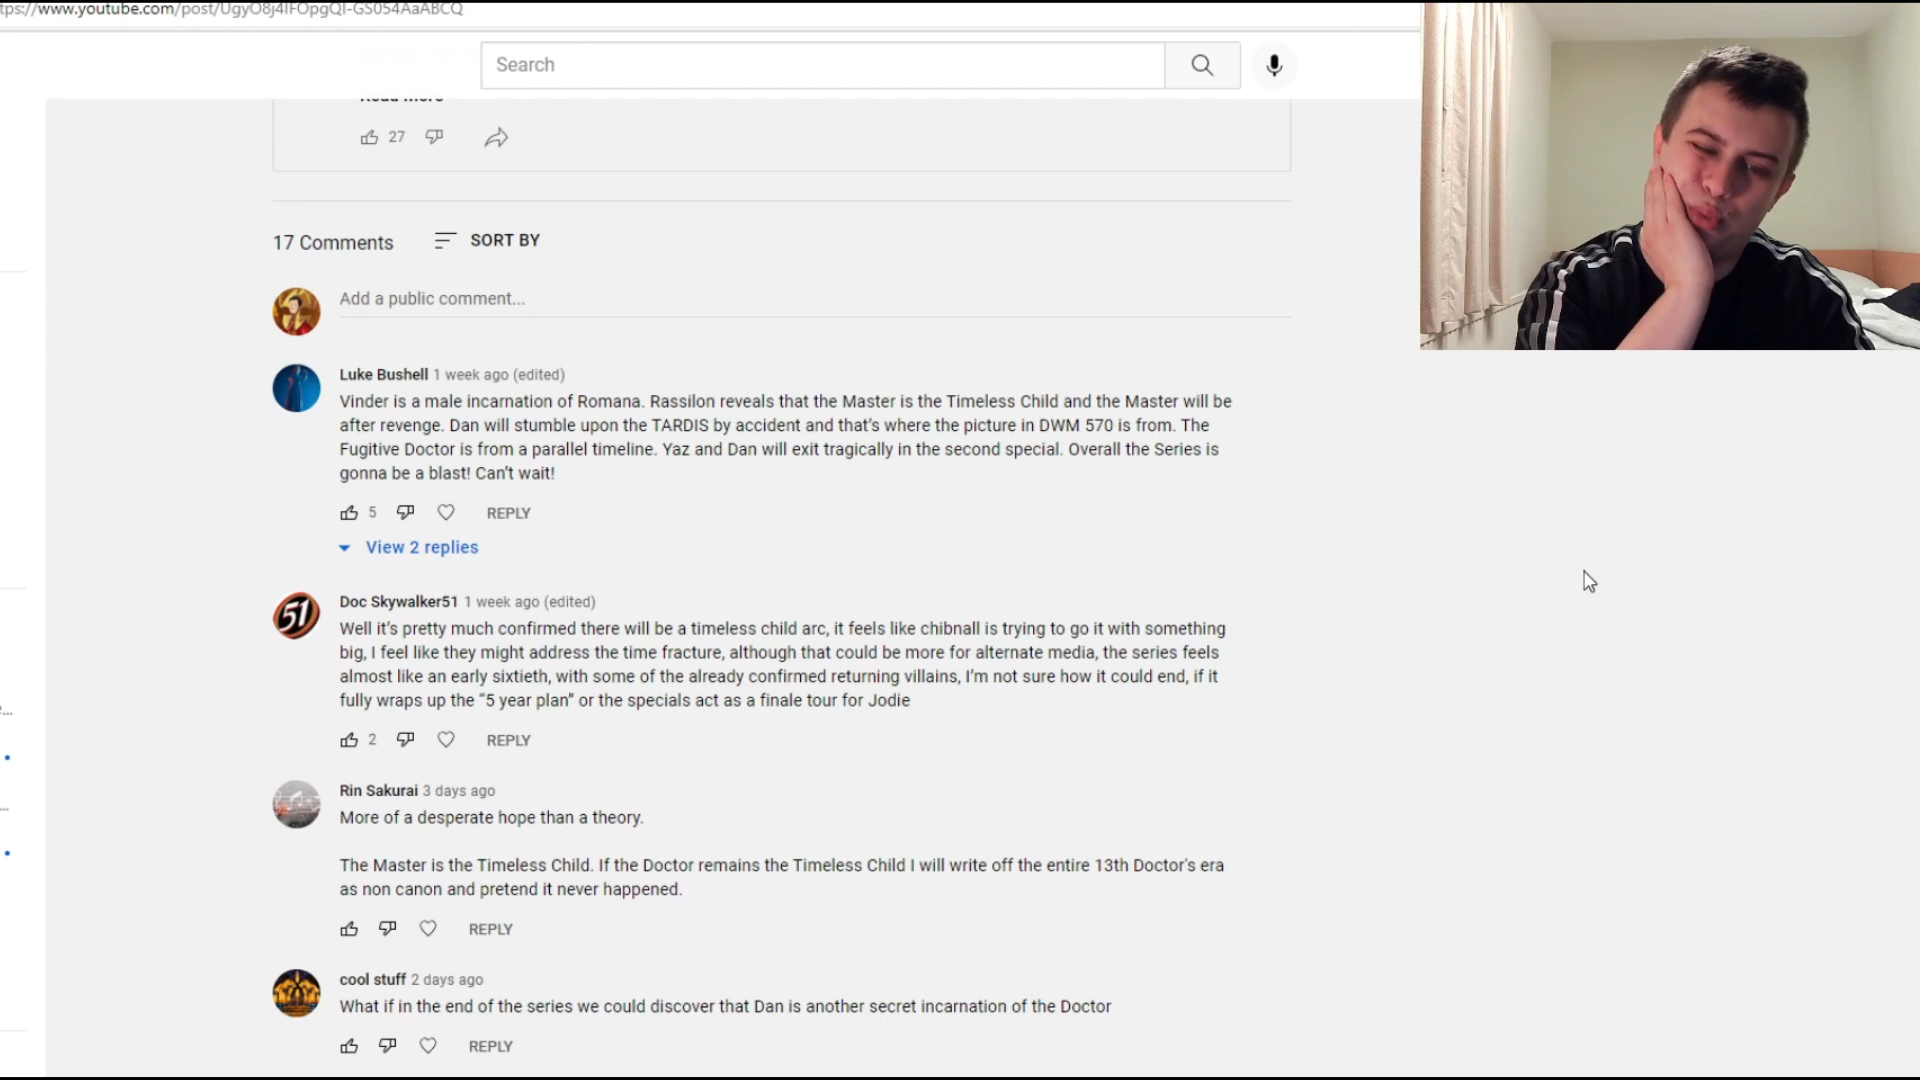 tps://www.youtube.com/post/UgyO8j4lFOpgQI-GS054AaABCQ
Search
Read more
27
17 Comments SORT BY
Add a public comment...
Luke Bushell 1 week ago (edited)
Vinder is a male incarnation of Romana. Rassilon reveals that the Master is the Timeless Child and the Master will be
after revenge. Dan will stumble upon the TARDIS by accident and that's where the picture in DWM 570 is from. The
Fugitive Doctor is from a parallel timeline. Yaz and Dan will exit tragically in the second special. Overall the Series is
gonna be a blast! Can't wait!
5 REPLY
View 2 replies
51
Doc Skywalker51 1 week ago (edited)
Well it's pretty much confirmed there will be a timeless child arc, it feels like chibnall is trying to go it with something
big, I feel like they might address the time fracture, although that could be more for alternate media, the series feels
almost like an early sixtieth, with some of the already confirmed returning villains, I'm not sure how it could end, if it
fully wraps up the “5 year plan” or the specials act as a finale tour for Jodie
2 REPLY
Rin Sakurai 3 days ago
More of a desperate hope than a theory.
The Master is the Timeless Child. If the Doctor remains the Timeless Child I will write off the entire 13th Doctor's era
as non canon and pretend it never happened.
REPLY
cool stuff 2 days ago
What if in the end of the series we could discover that Dan is another secret incarnation of the Doctor
REPLY